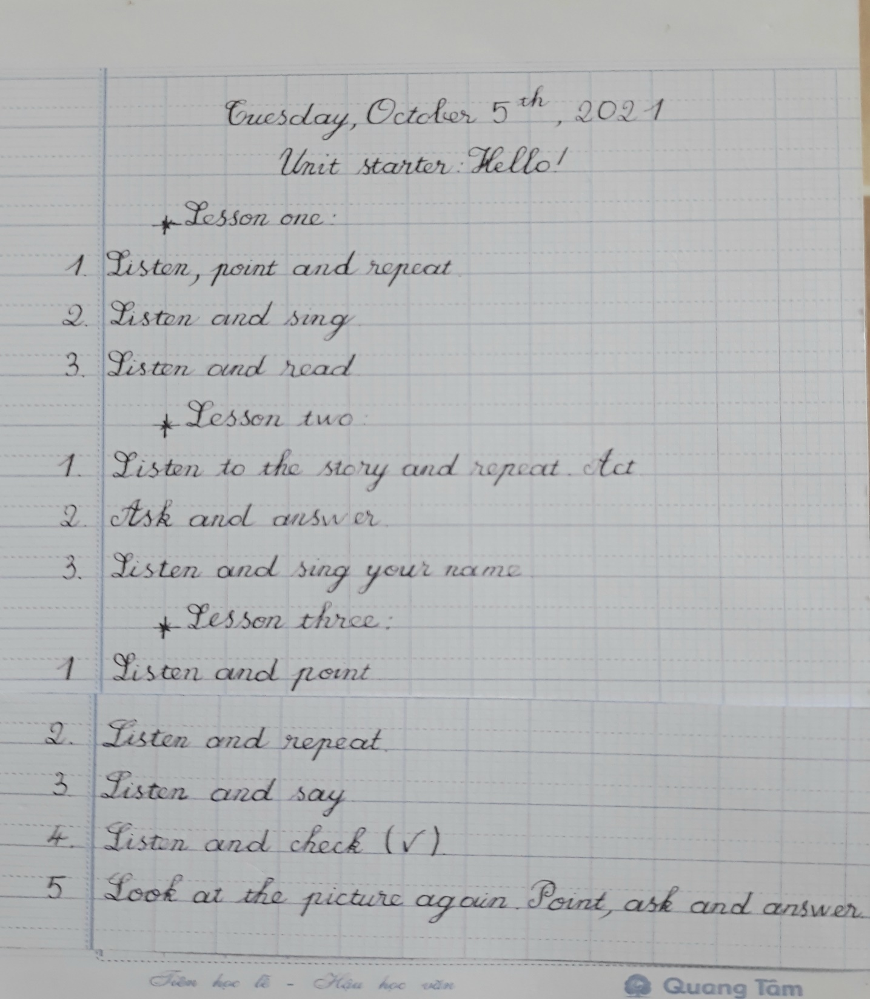 Tuesday, October 5th, 2021
Unit starter: Hello!
* Lesson one:
1. Listen, point and repeat.
2. Listen and sing.
3. Listen and read.
* Lesson two:
1. Listen to the story and repeat. Act
2. Ask and answer.
3. Listen and sing your name
* Lesson three:
1 Listen and point
2. Listen and repeat.
3 Listen and say
4. Listen and check (✓).
5 Look at the picture again. Point, ask and answer.
Tiên học lễ - Hậu học văn
Quang Tâm